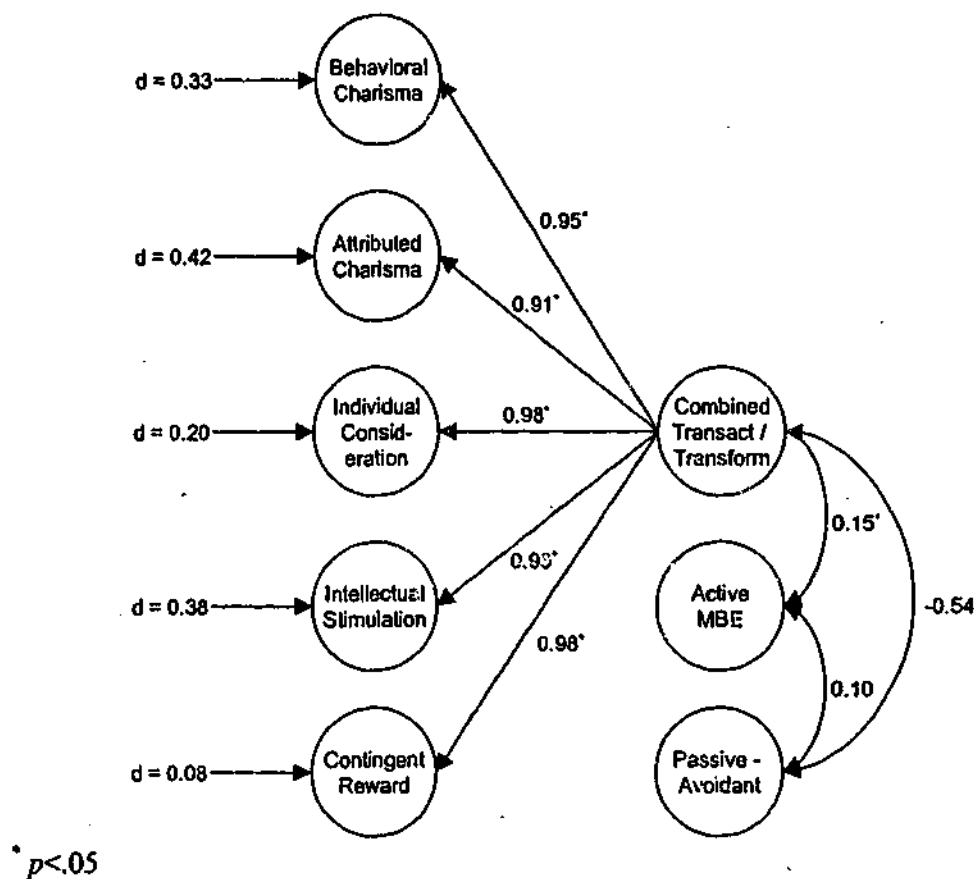 d = 0.33
Behavioral
Charisma
0.95*
d = 0.42
Attributed
Charisma
0.91*
d = 0.20
Individual
Consid-
eration
0.98*
Combined
Transact /
Transform
0.15*
d = 0.38
Intellectual
Stimulation
Active
MBE
-0.54
0.98*
0.10
d = 0.08
Contingent
Reward
Passive -
Avoidant
* p<.05